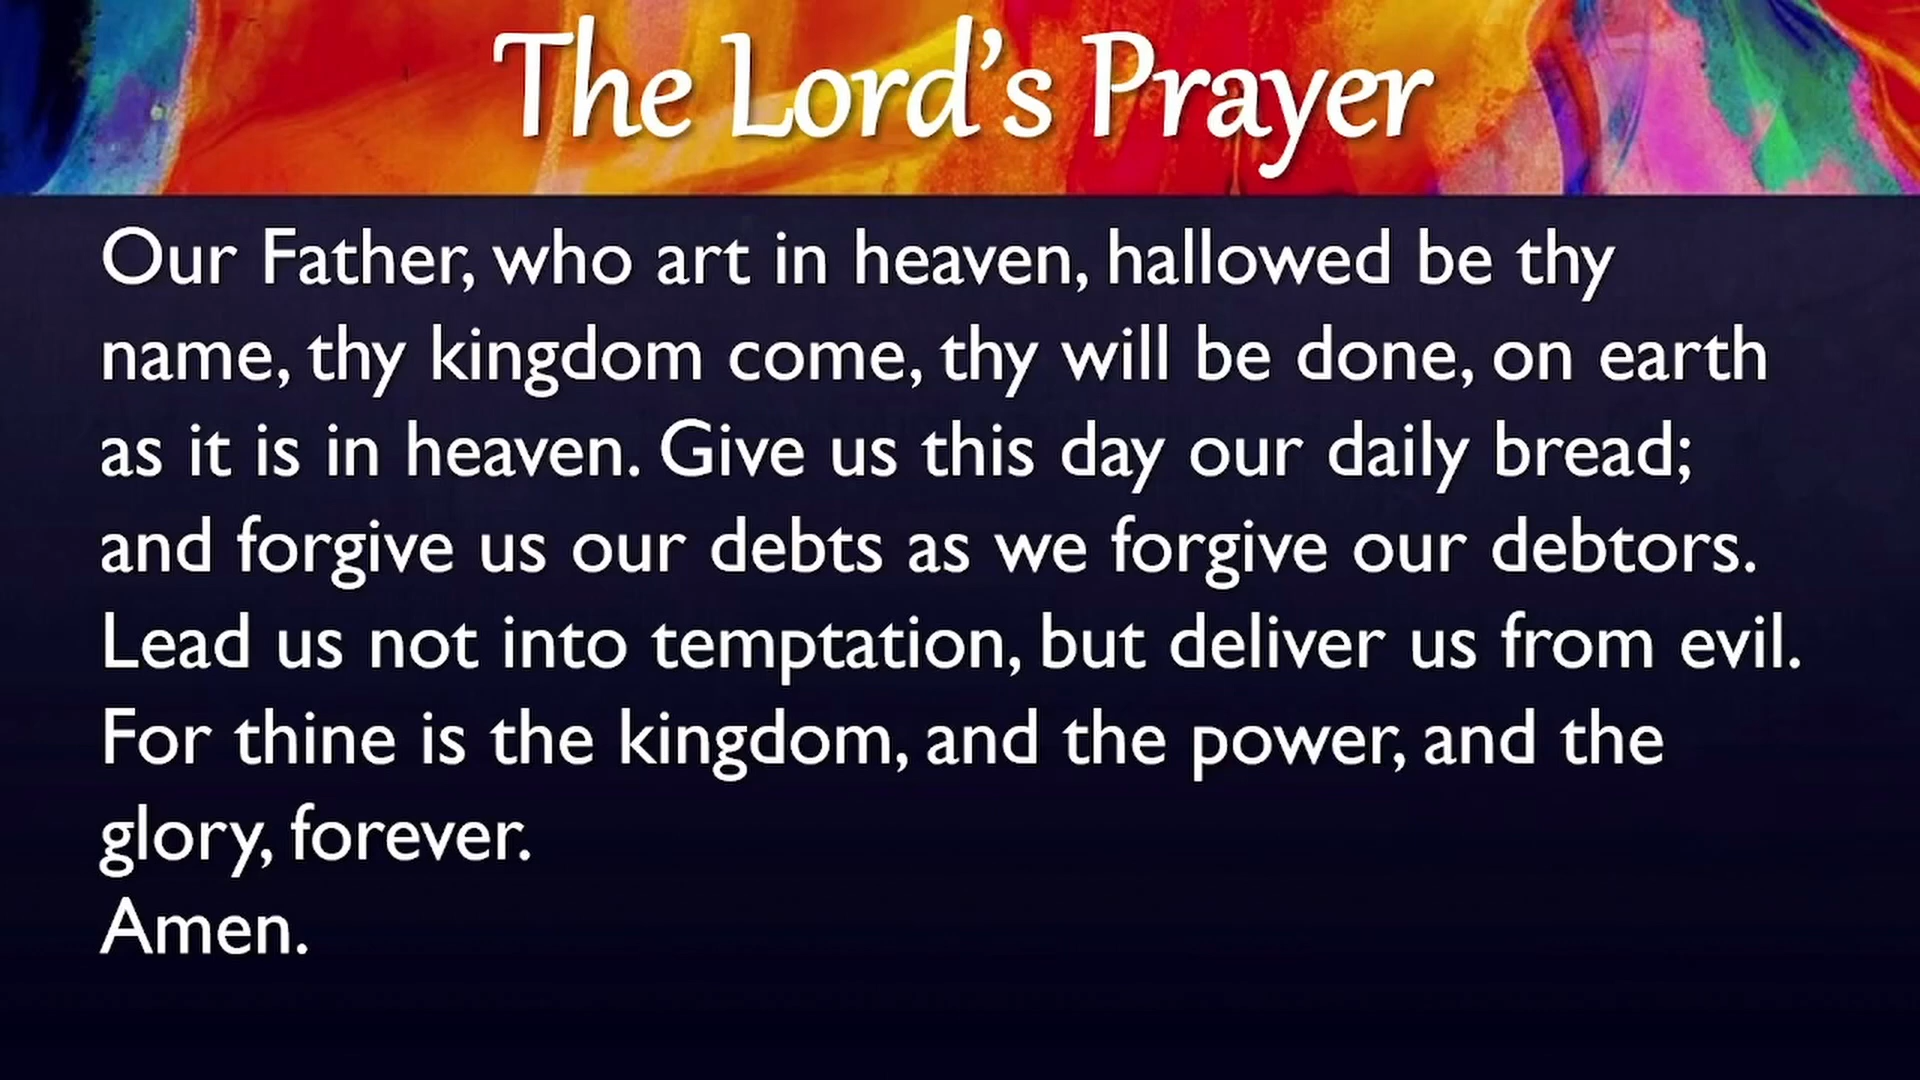 The Lord’s Prayer
Our Father, who art in heaven, hallowed be thy
name, thy kingdom come, thy will be done, on earth
as it is in heaven. Give us this day our daily bread;
and forgive us our debts as we forgive our debtors.
Lead us not into temptation, but deliver us from evil.
For thine is the kingdom, and the power, and the
glory, forever.
Amen.